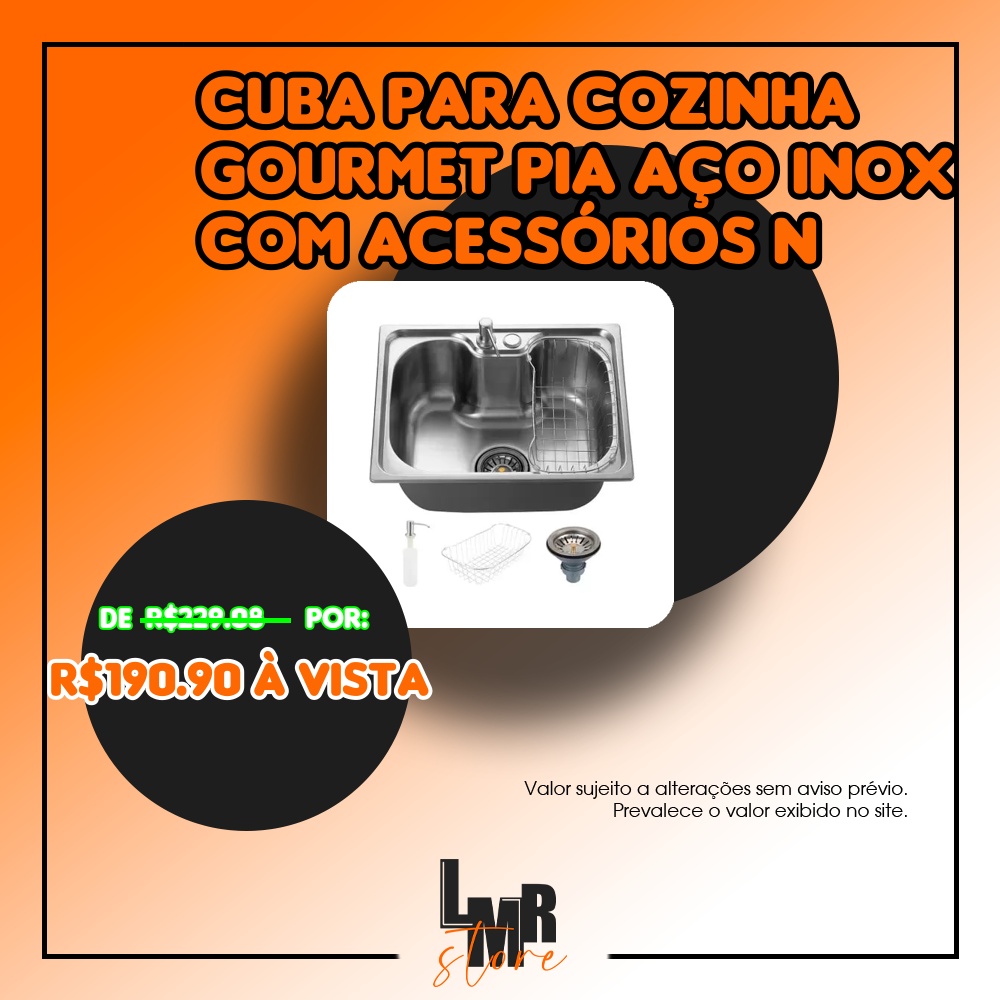 CUBA PARA COZINHA
GOURMET PIA AÇO INOX
COM ACESSÓRIOS N
DE R$229.08 POR:
R$190.90 À VISTA
Valor sujeito a alterações sem aviso prévio.
Prevalece o valor exibido no site.
LMR
store